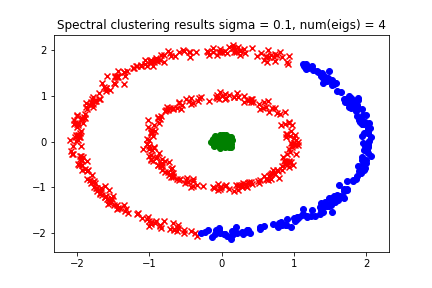 Spectral clustering results sigma = 0.1, num(eigs) = 4
2
1
0
−1
−2
−2 −1 0 1 2